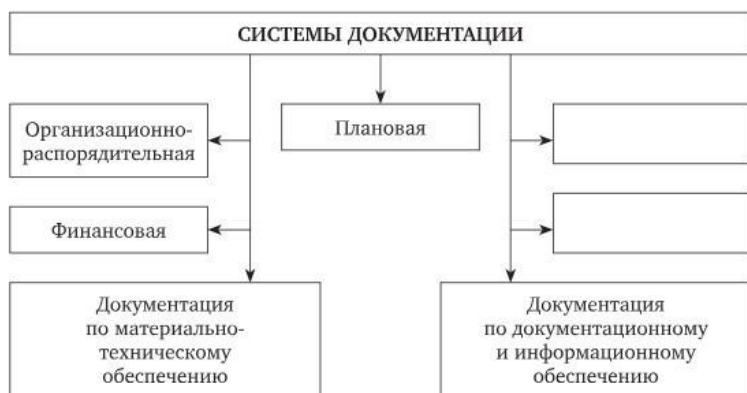 СИСТЕМЫ ДОКУМЕНТАЦИИ
Организационно-
распорядительная
Плановая
Финансовая
Документация
по материально-
техническому
обеспечению
Документация
по документационному
и информационному
обеспечению